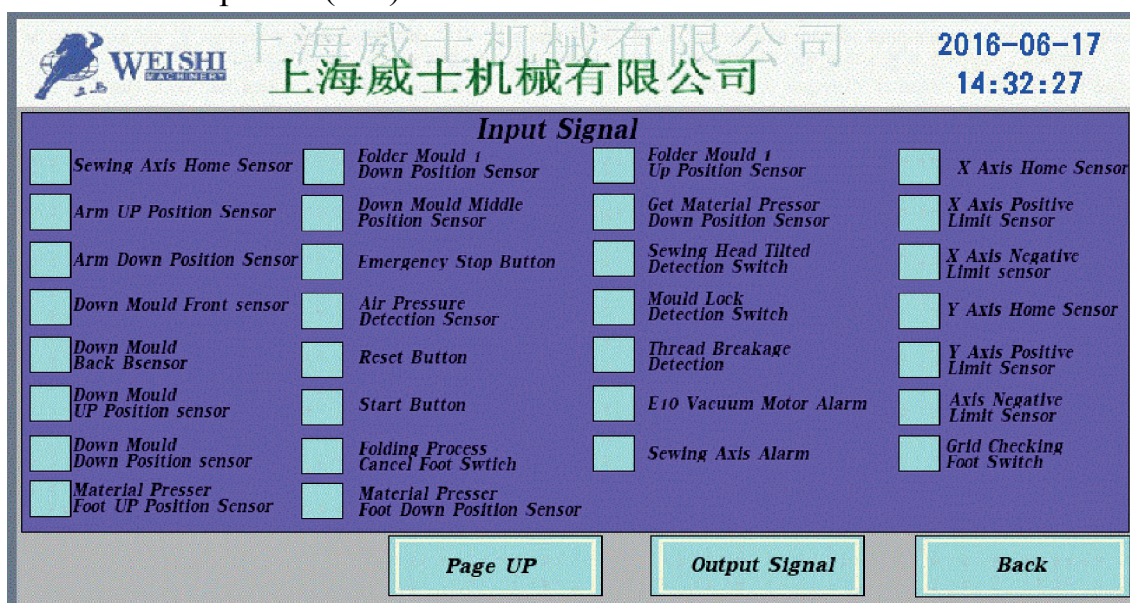 WEI SHI
MACHINERY
上海威士机械有限公司
上海威士机械有限公司
2016-06-17
14:32:27
Input Signal
Sewing Axis Home Sensor
Folder Mould 1
Down Position Sensor
Folder Mould 1
Up Position Sensor
X Axis Home Sensor
Arm UP Position Sensor
Down Mould Middle
Position Sensor
Get Material Pressor
Down Position Sensor
X Axis Positive
Limit Sensor
Arm Down Position Sensor
Emergency Stop Button
Sewing Head Tilted
Detection Switch
X Axis Negative
Limit sensor
Down Mould Front sensor
Air Pressure
Detection Sensor
Mould Lock
Detection Switch
Y Axis Home Sensor
Down Mould
Back Bsensor
Reset Button
Thread Breakage
Detection
Y Axis Positive
Limit Sensor
Down Mould
UP Position sensor
Start Button
E10 Vacuum Motor Alarm
Axis Negative
Limit Sensor
Down Mould
Down Position sensor
Folding Process
Cancel Foot Swtich
Sewing Axis Alarm
Grid Checking
Foot Switch
Material Presser
Foot UP Position Sensor
Material Presser
Foot Down Position Sensor
Page UP
Output Signal
Back